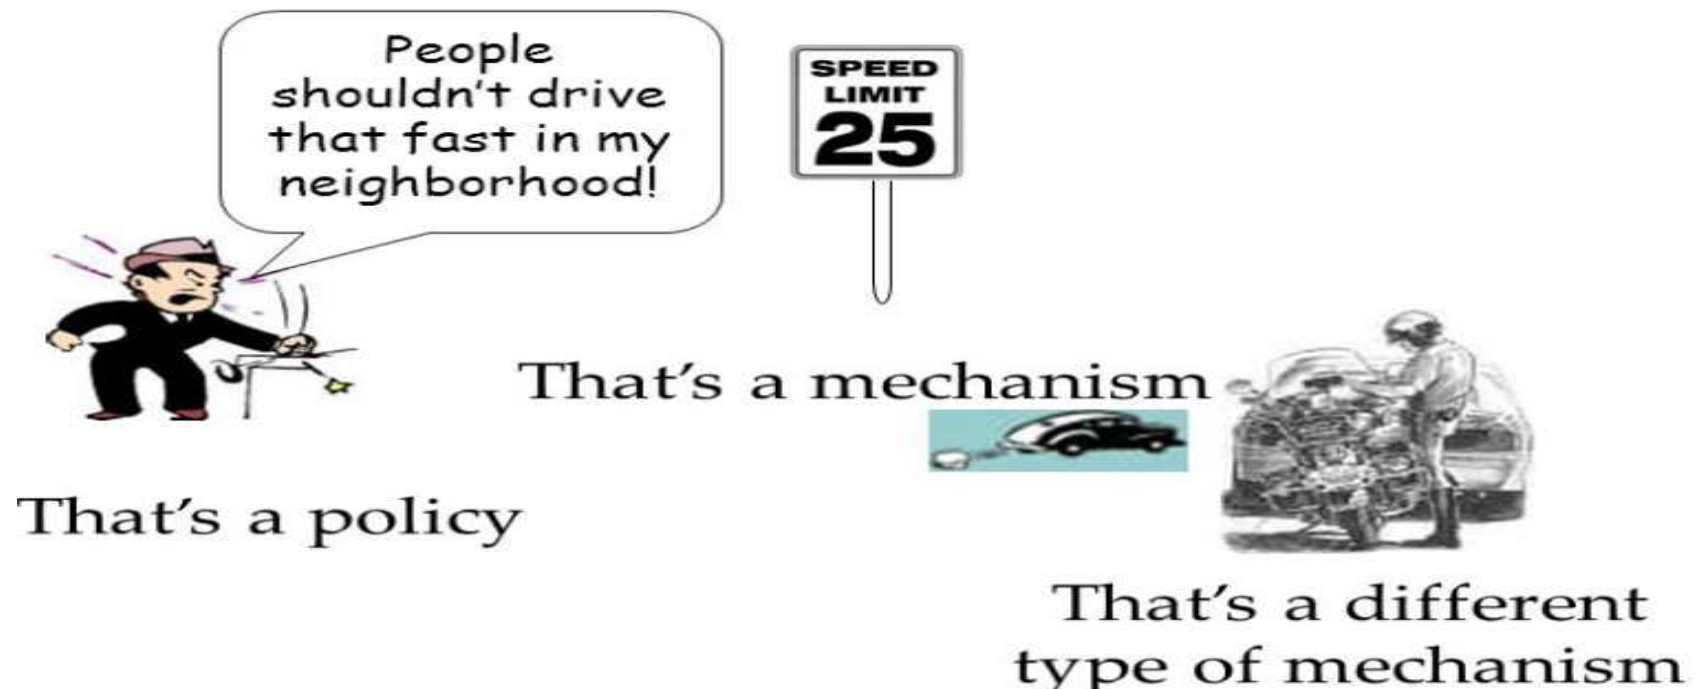 People
shouldn't drive
that fast in my
neighborhood!
SPEED
LIMIT
25
That's a mechanism
That's a policy
That's a different
type of mechanism